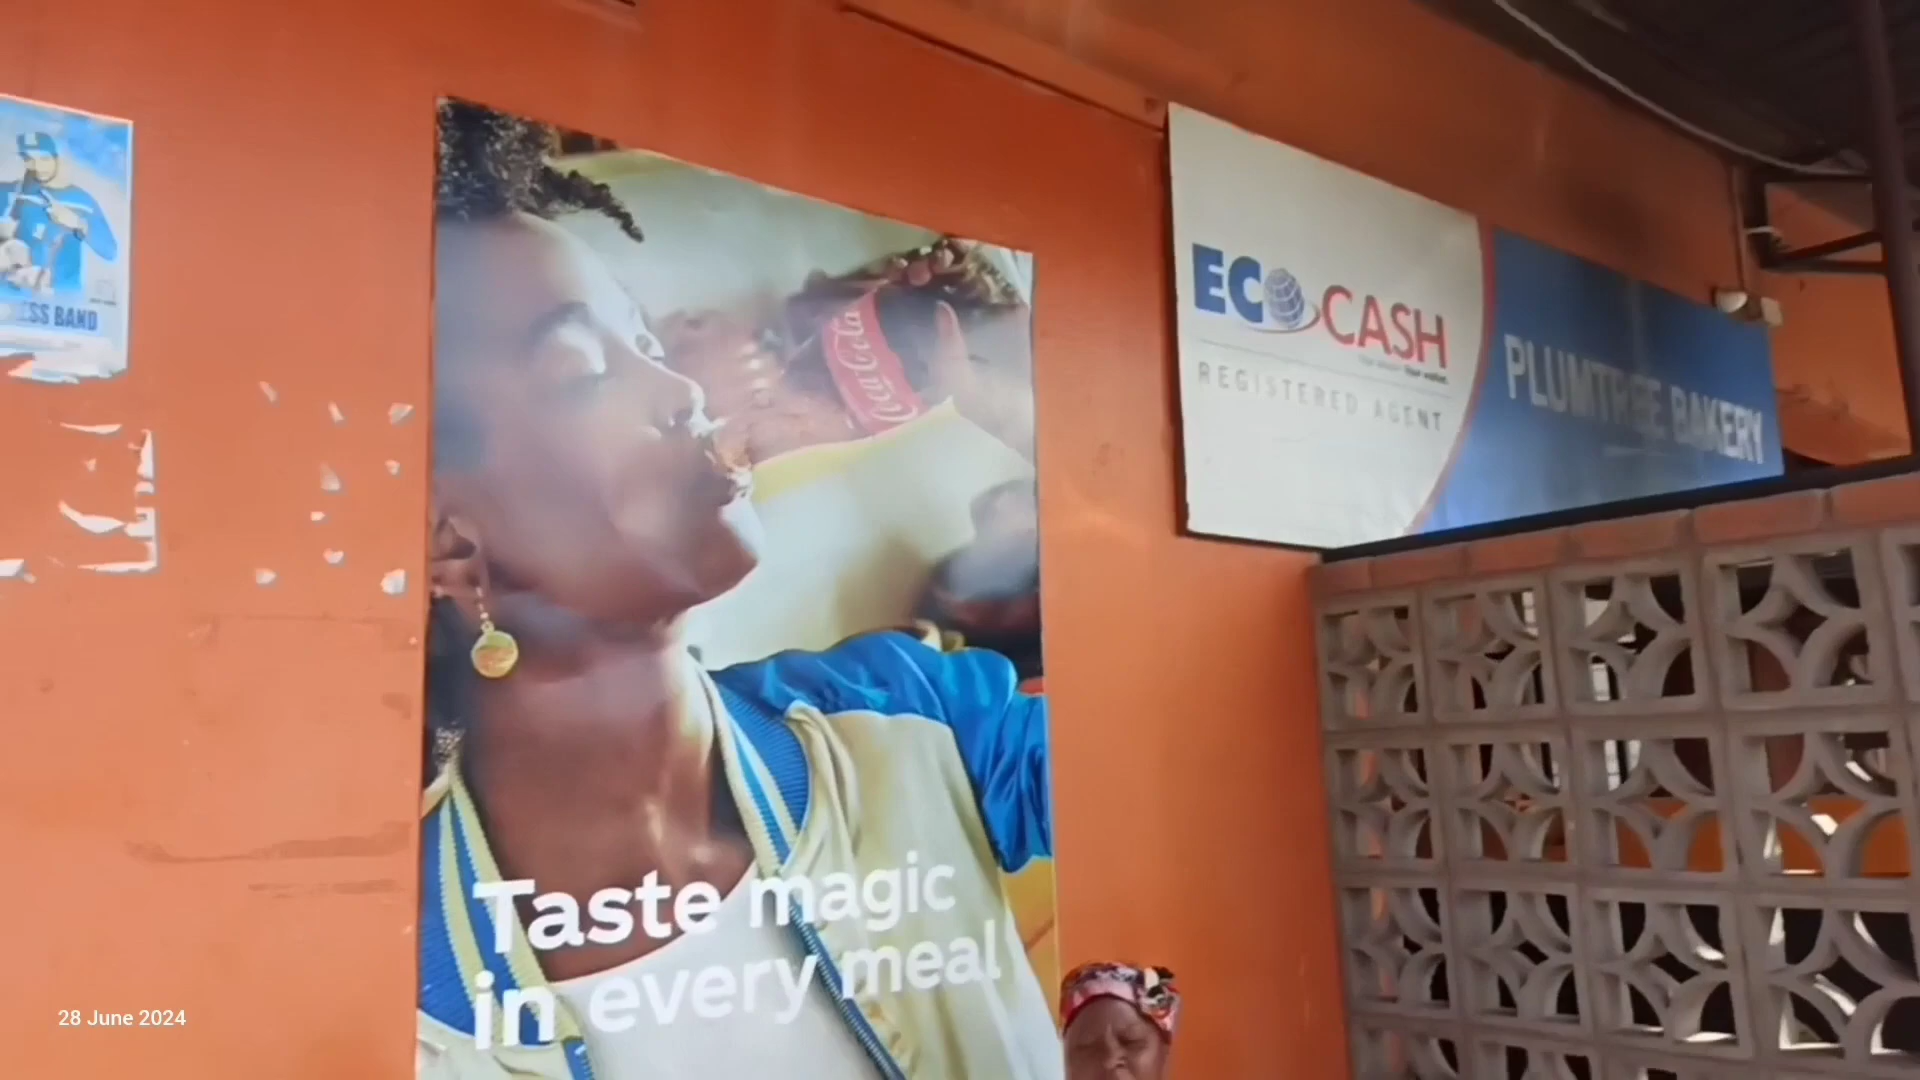 ESS BAND
Coca-Cola
Taste magic
in every meal
ECOCASH
REGISTERED AGENT
PLUMTREE BAKERY
28 June 2024